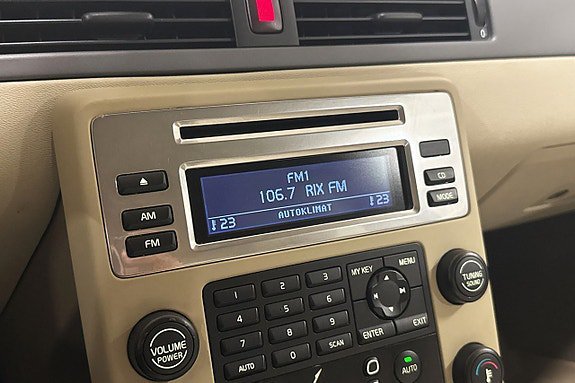 0
FM1
106.7 RIX FM
23 AUTOKLIMAT 23
AM
FM
CD
MODE
1 2 3
4 5 6
7 8 9
AUTO 0 SCAN
MY KEY MENU
ENTER EXIT
VOLUME
POWER
TUNING
SOUND
AUTO